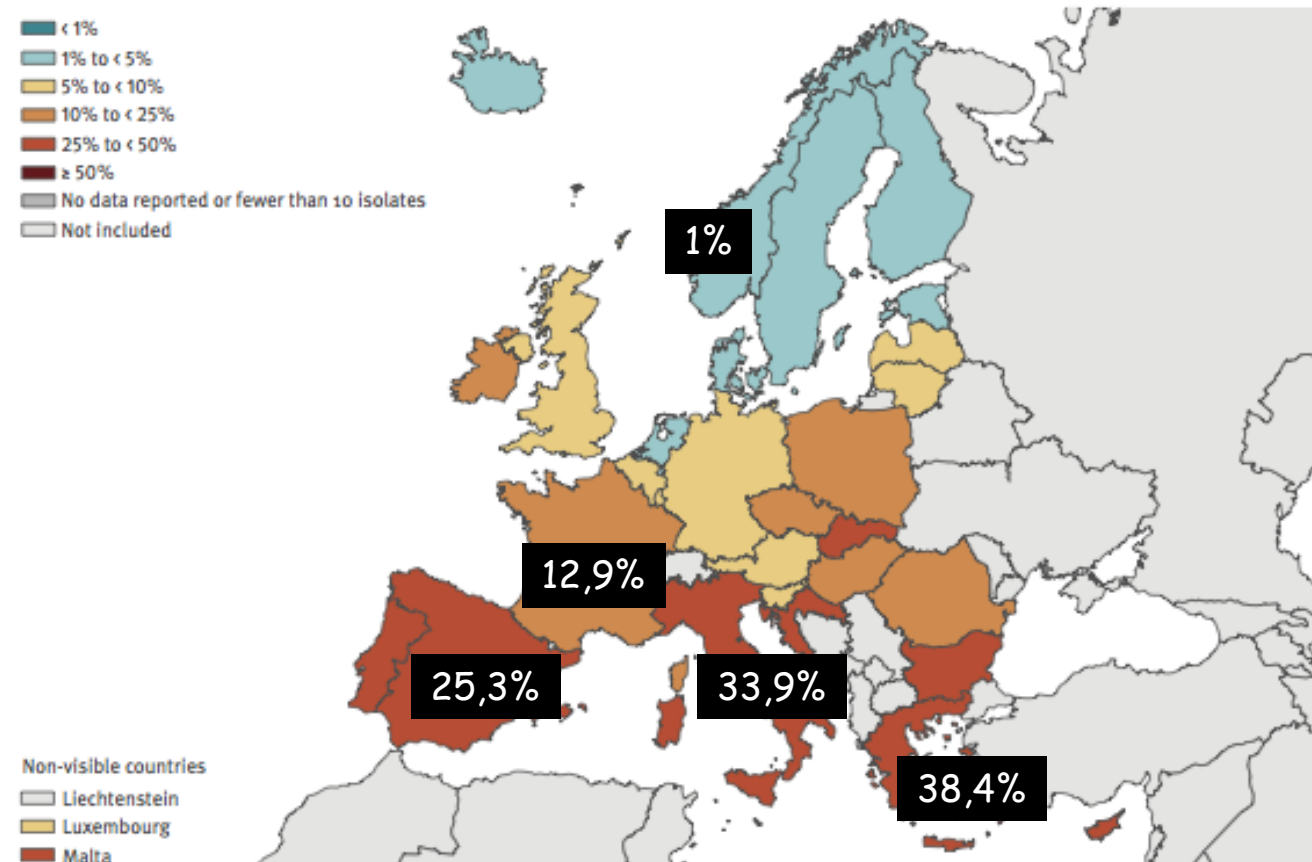 < 1%
1% to < 5%
5% to < 10%
10% to < 25%
25% to < 50%
≥ 50%
No data reported or fewer than 10 isolates
Not included
1%
12,9%
25,3%
33,9%
38,4%
Non-visible countries
Liechtenstein
Luxembourg
Malta